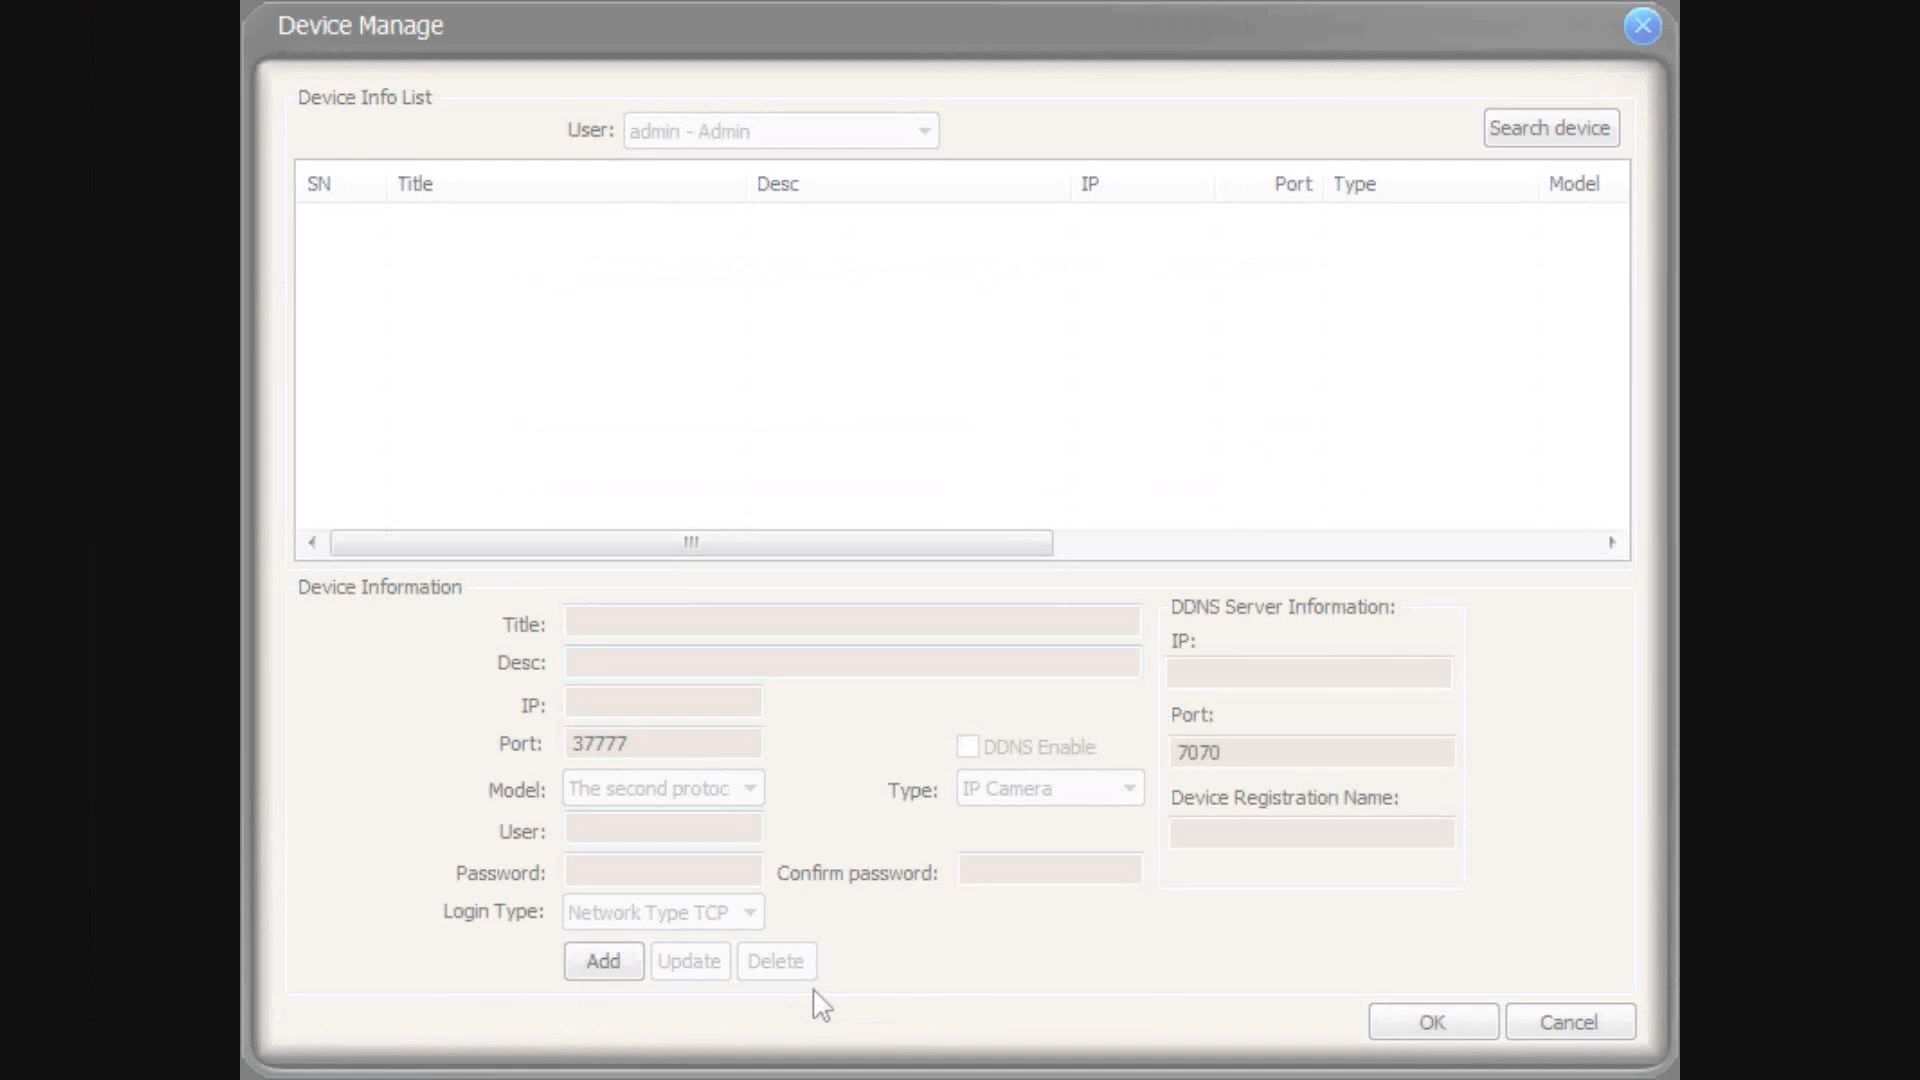 Device Manage
Device Info List
User: admin - Admin
Search device
SN Title Desc IP Port Type Model
Device Information
Title:
Desc:
IP:
Port: 37777
DDNS Enable
Model: The second protoc
Type: IP Camera
User:
Password:
Confirm password:
Login Type: Network Type TCP
Add Update Delete
DDNS Server Information:
IP:
Port:
7070
Device Registration Name:
OK Cancel